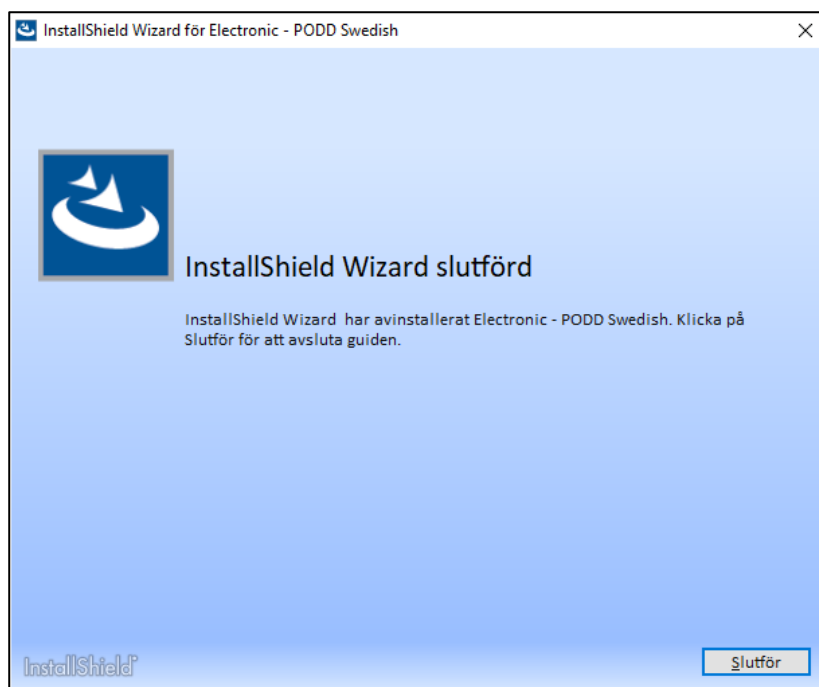 InstallShield Wizard för Electronic - PODD Swedish
InstallShield Wizard slutförd
InstallShield Wizard  har avinstallerat Electronic - PODD Swedish. Klicka på
Slutför för att avsluta guiden.
InstallShield
Slutför